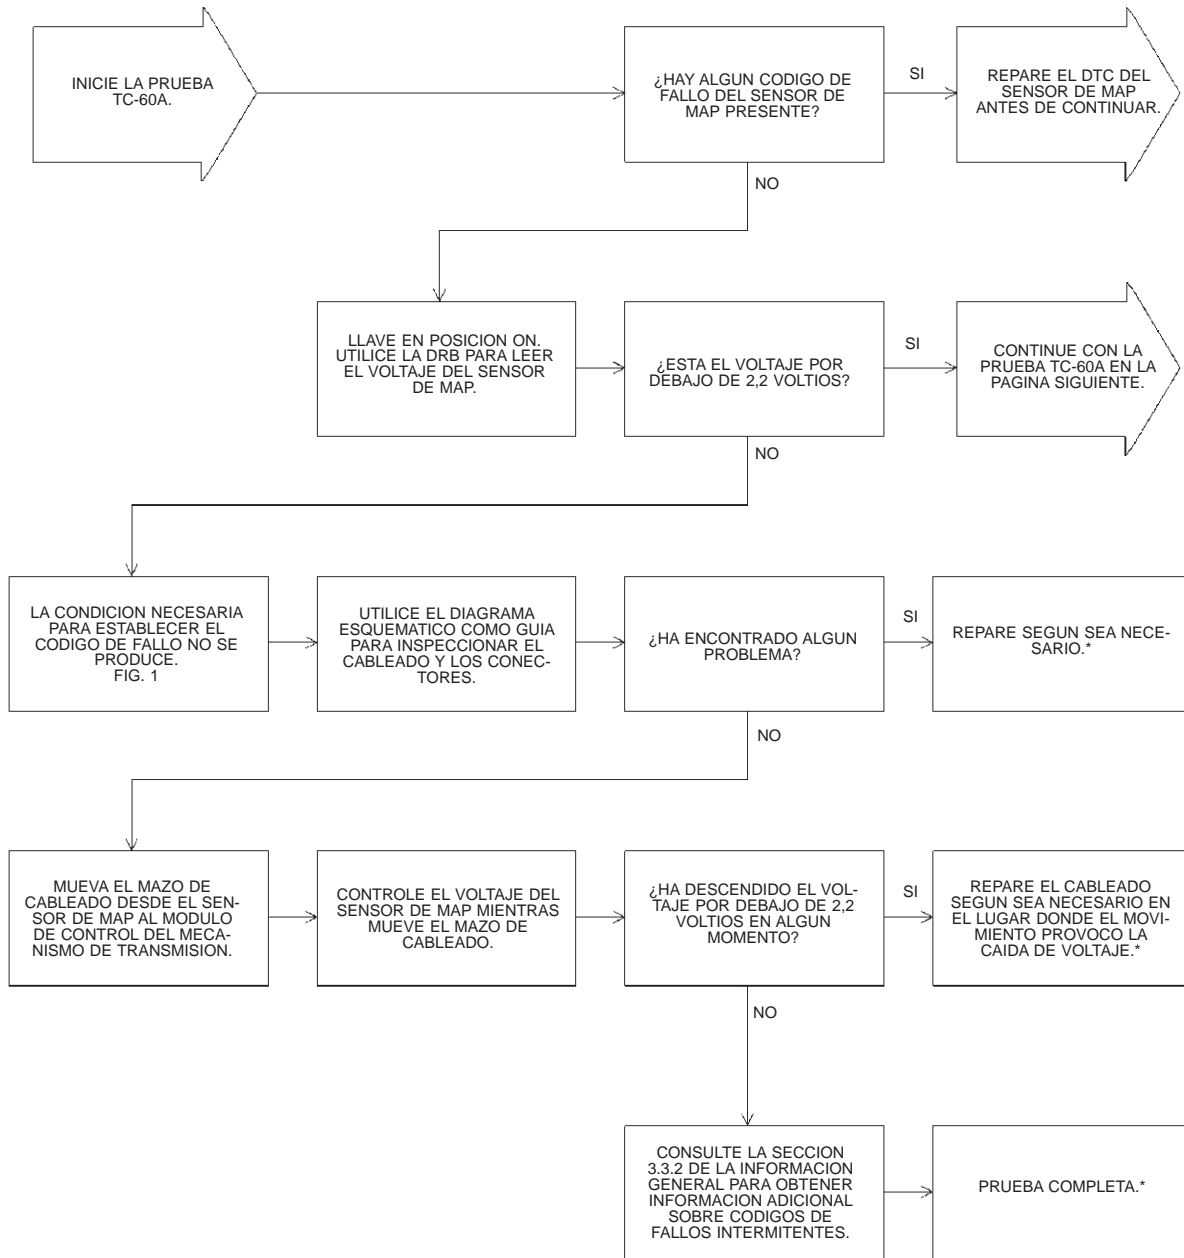 INICIE LA PRUEBA
TC-60A.
¿HAY ALGUN CODIGO DE
FALLO DEL SENSOR DE
MAP PRESENTE?
SI
REPARE EL DTC DEL
SENSOR DE MAP
ANTES DE CONTINUAR.
NO
LLAVE EN POSICION ON.
UTILICE LA DRB PARA LEER
EL VOLTAJE DEL SENSOR
DE MAP.
¿ESTA EL VOLTAJE POR
DEBAJO DE 2,2 VOLTIOS?
SI
CONTINUE CON LA
PRUEBA TC-60A EN LA
PAGINA SIGUIENTE.
NO
LA CONDICION NECESARIA
PARA ESTABLECER EL
CODIGO DE FALLO NO SE
PRODUCE.
FIG. 1
UTILICE EL DIAGRAMA
ESQUEMATICO COMO GUIA
PARA INSPECCIONAR EL
CABLEADO Y LOS CONEC-
TORES.
¿HA ENCONTRADO ALGUN
PROBLEMA?
SI
REPARE SEGUN SEA NECE-
SARIO.*
NO
MUEVA EL MAZO DE
CABLEADO DESDE EL SEN-
SOR DE MAP AL MODULO
DE CONTROL DEL MECA-
NISMO DE TRANSMISION.
CONTROLE EL VOLTAJE DEL
SENSOR DE MAP MIENTRAS
MUEVE EL MAZO DE
CABLEADO.
¿HA DESCENDIDO EL VOL-
TAJE POR DEBAJO DE 2,2
VOLTIOS EN ALGUN
MOMENTO?
SI
REPARE EL CABLEADO
SEGUN SEA NECESARIO EN
EL LUGAR DONDE EL MOVI-
MIENTO PROVOCO LA
CAIDA DE VOLTAJE.*
NO
CONSULTE LA SECCION
3.3.2 DE LA INFORMACION
GENERAL PARA OBTENER
INFORMACION ADICIONAL
SOBRE CODIGOS DE
FALLOS INTERMITENTES.
PRUEBA COMPLETA.*